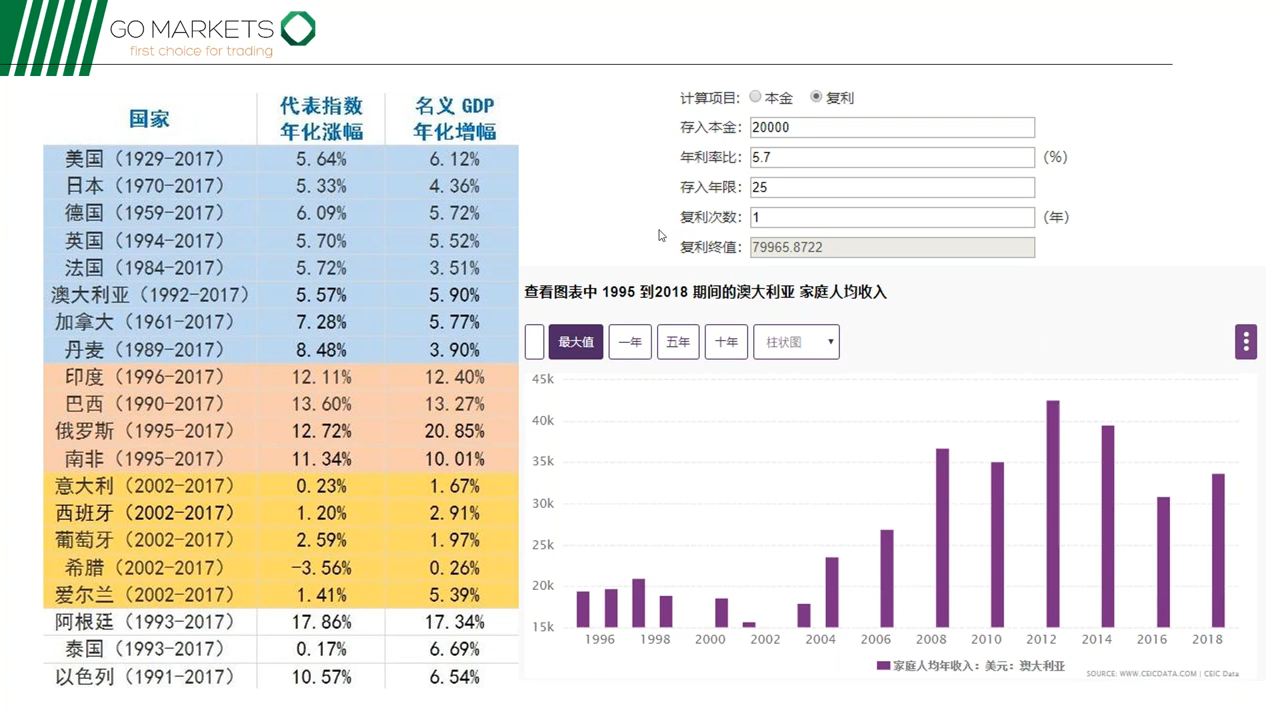 GO MARKETS
first choice for trading
国家 代表指数年化涨幅 名义 GDP 年化增幅
美国（1929-2017） 5.64% 6.12%
日本（1970-2017） 5.33% 4.36%
德国（1959-2017） 6.09% 5.72%
英国（1994-2017） 5.70% 5.52%
法国（1984-2017） 5.72% 3.51%
澳大利亚（1992-2017） 5.57% 5.90%
加拿大（1961-2017） 7.28% 5.77%
丹麦（1989-2017） 8.48% 3.90%
印度（1996-2017） 12.11% 12.40%
巴西（1990-2017） 13.60% 13.27%
俄罗斯（1995-2017） 12.72% 20.85%
南非（1995-2017） 11.34% 10.01%
意大利（2002-2017） 0.23% 1.67%
西班牙（2002-2017） 1.20% 2.91%
葡萄牙（2002-2017） 2.59% 1.97%
希腊（2002-2017） -3.56% 0.26%
爱尔兰（2002-2017） 1.41% 5.39%
阿根廷（1993-2017） 17.86% 17.34%
泰国（1993-2017） 0.17% 6.69%
以色列（1991-2017） 10.57% 6.54%
计算项目: 本金 复利
存入本金: 20000
年利率比: 5.7 (%)
存入年限: 25
复利次数: 1 (年)
复利终值: 79965.8722
查看图表中 1995 到2018 期间的澳大利亚 家庭人均收入
最大值 一年 五年 十年 柱状图
45k
40k
35k
30k
25k
20k
15k
1996 1998 2000 2002 2004 2006 2008 2010 2012 2014 2016 2018
家庭人均年收入：美元：澳大利亚
SOURCE: WWW.CEICDATA.COM | CEIC Data